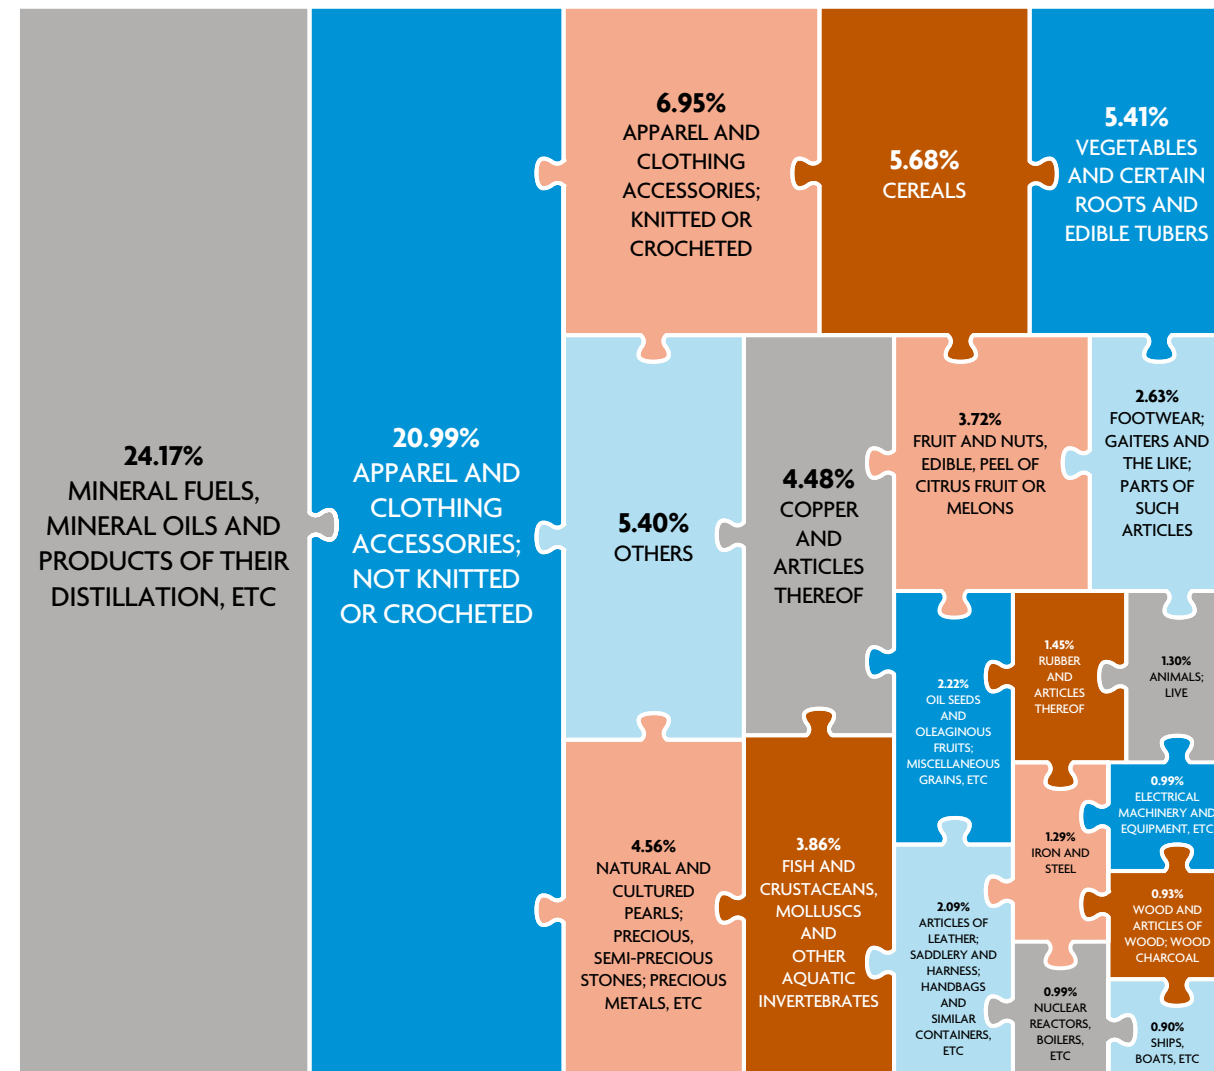 24.17%
MINERAL FUELS,
MINERAL OILS AND
PRODUCTS OF THEIR
DISTILLATION, ETC
20.99%
APPAREL AND
CLOTHING
ACCESSORIES;
NOT KNITTED
OR CROCHETED
6.95%
APPAREL AND
CLOTHING
ACCESSORIES;
KNITTED OR
CROCHETED
5.68%
CEREALS
5.41%
VEGETABLES
AND CERTAIN
ROOTS AND
EDIBLE TUBERS
5.40%
OTHERS
4.48%
COPPER
AND
ARTICLES
THEREOF
3.72%
FRUIT AND NUTS,
EDIBLE, PEEL OF
CITRUS FRUIT OR
MELONS
2.63%
FOOTWEAR;
GAITERS AND
THE LIKE;
PARTS OF
SUCH
ARTICLES
4.56%
NATURAL AND
CULTURED
PEARLS;
PRECIOUS,
SEMI-PRECIOUS
STONES; PRECIOUS
METALS, ETC
3.86%
FISH AND
CRUSTACEANS,
MOLLUSCS
AND
OTHER
AQUATIC
INVERTEBRATES
2.22%
OIL SEEDS
AND
OLEAGINOUS
FRUITS;
MISCELLANEOUS
GRAINS, ETC
1.45%
RUBBER
AND
ARTICLES
THEREOF
1.30%
ANIMALS;
LIVE
2.09%
ARTICLES OF
LEATHER;
SADDLERY AND
HARNESS;
HANDBAGS
AND
SIMILAR
CONTAINERS,
ETC
1.29%
IRON AND
STEEL
0.99%
ELECTRICAL
MACHINERY AND
EQUIPMENT, ETC
0.93%
WOOD AND
ARTICLES OF
WOOD; WOOD
CHARCOAL
0.99%
NUCLEAR
REACTORS,
BOILERS,
ETC
0.90%
SHIPS,
BOATS, ETC